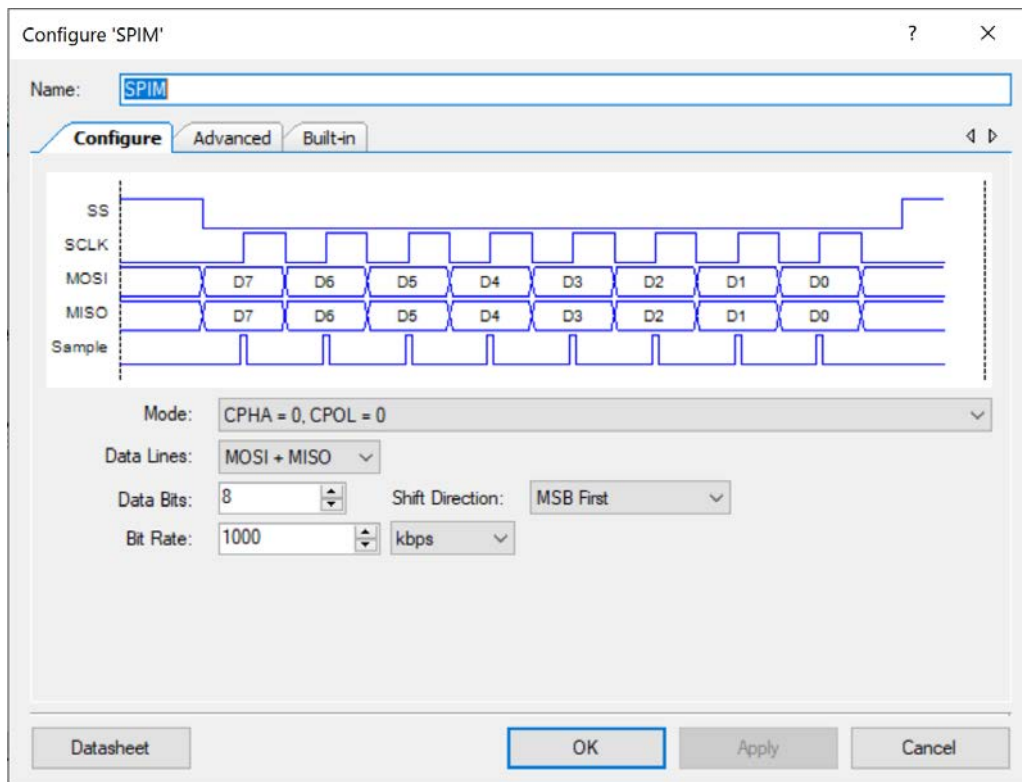 Configure 'SPIM' ? ×
Name: SPIM
Configure Advanced Built-in
SS
SCLK
MOSI D7 D6 D5 D4 D3 D2 D1 D0
MISO D7 D6 D5 D4 D3 D2 D1 D0
Sample
Mode: CPHA = 0, CPOL = 0
Data Lines: MOSI + MISO
Data Bits: 8 Shift Direction: MSB First
Bit Rate: 1000 kbps
Datasheet OK Apply Cancel